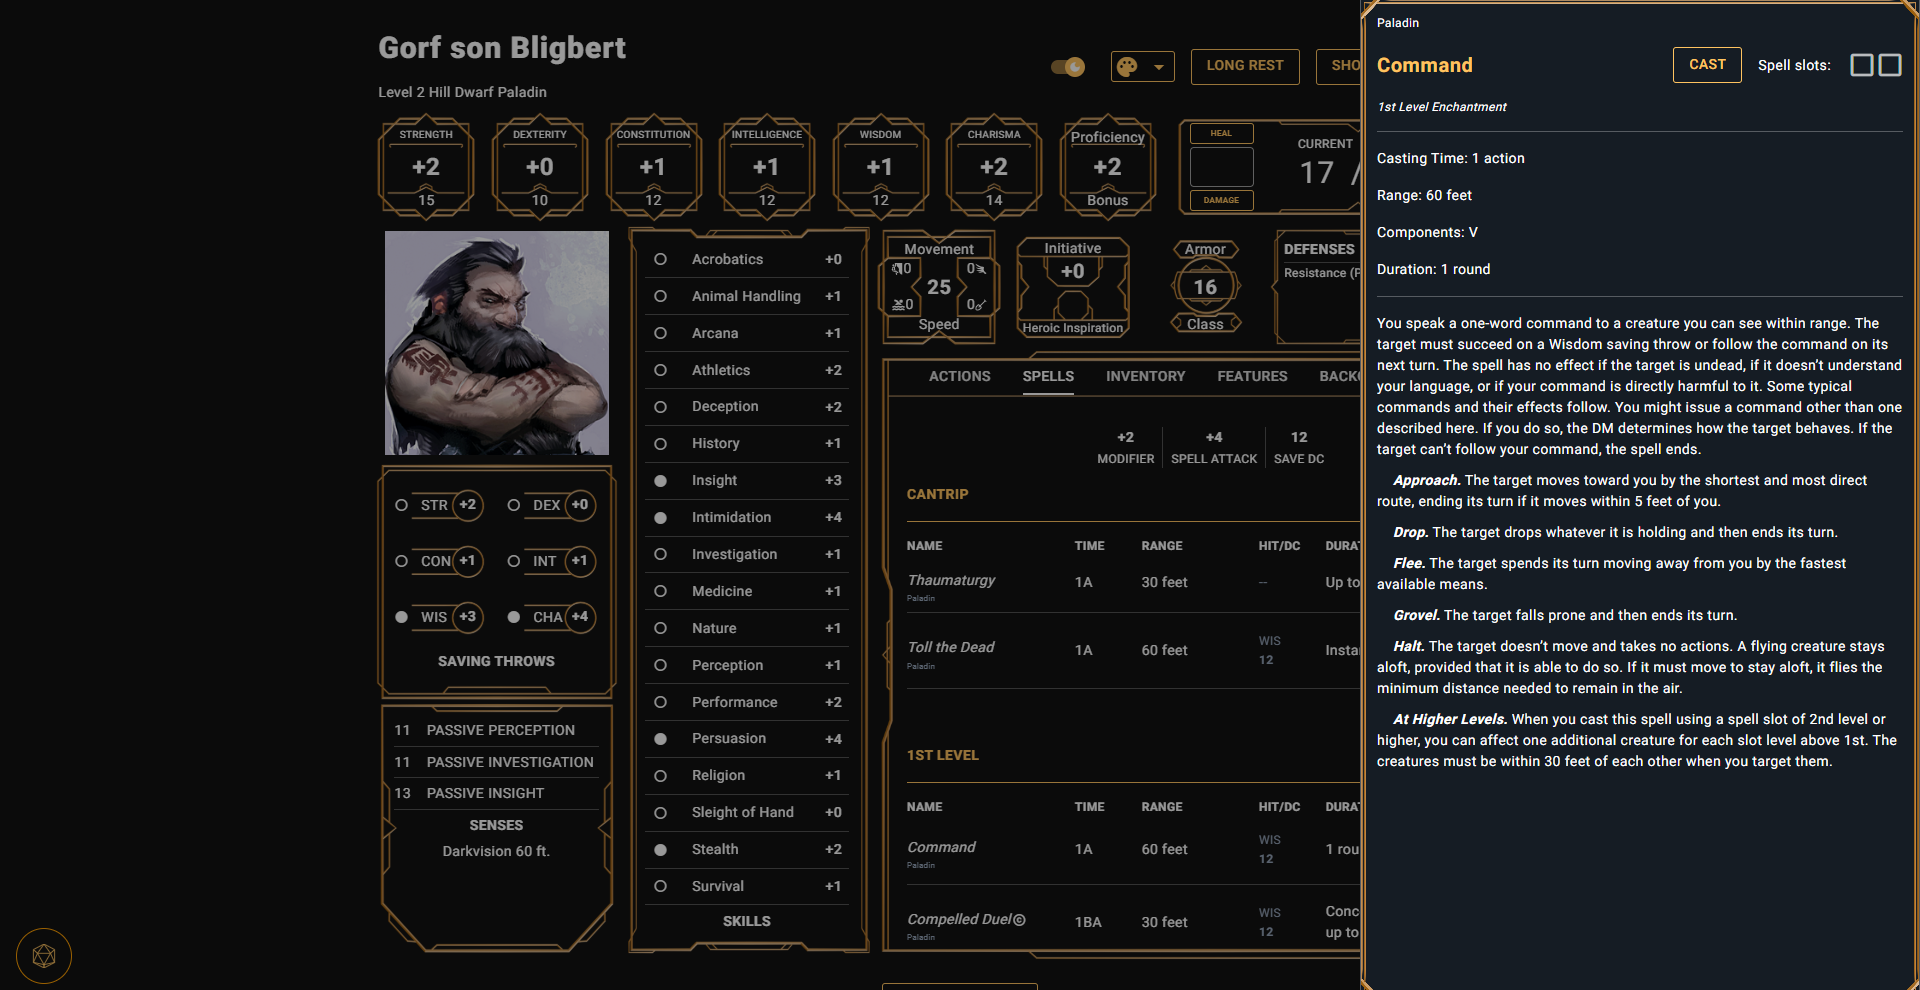 Gorf son Bligbert
Level 2 Hill Dwarf Paladin
LONG REST
SHO
STRENGTH
+2
15
DEXTERITY
+0
10
CONSTITUTION
+1
12
INTELLIGENCE
+1
12
WISDOM
+1
12
CHARISMA
+2
14
Proficiency
+2
Bonus
HEAL
DAMAGE
CURRENT
17 /
Acrobatics +0
Animal Handling +1
Arcana +1
Athletics +2
Deception +2
History +1
Insight +3
Intimidation +4
Investigation +1
Medicine +1
Nature +1
Perception +1
Performance +2
Persuasion +4
Religion +1
Sleight of Hand +0
Stealth +2
Survival +1
SKILLS
STR +2 DEX +0
CON +1 INT +1
WIS +3 CHA +4
SAVING THROWS
11 PASSIVE PERCEPTION
11 PASSIVE INVESTIGATION
13 PASSIVE INSIGHT
SENSES
Darkvision 60 ft.
Movement
0 0
25
0 0
Speed
Initiative
+0
Heroic Inspiration
Armor
16
Class
DEFENSES
Resistance (P
ACTIONS SPELLS INVENTORY FEATURES BACK
+2 +4 12
MODIFIER SPELL ATTACK SAVE DC
CANTRIP
NAME TIME RANGE HIT/DC DURA
Thaumaturgy 1A 30 feet -- Up to
Paladin
Toll the Dead 1A 60 feet WIS 12 Insta
Paladin
1ST LEVEL
NAME TIME RANGE HIT/DC DURA
Command 1A 60 feet WIS 12 1 rou
Paladin
Compelled Duel© 1BA 30 feet WIS 12 Conc
up to
Paladin
Paladin
Command
CAST
Spell slots:
1st Level Enchantment
Casting Time: 1 action
Range: 60 feet
Components: V
Duration: 1 round
You speak a one-word command to a creature you can see within range. The
target must succeed on a Wisdom saving throw or follow the command on its
next turn. The spell has no effect if the target is undead, if it doesn’t understand
your language, or if your command is directly harmful to it. Some typical
commands and their effects follow. You might issue a command other than one
described here. If you do so, the DM determines how the target behaves. If the
target can’t follow your command, the spell ends.
Approach. The target moves toward you by the shortest and most direct
route, ending its turn if it moves within 5 feet of you.
Drop. The target drops whatever it is holding and then ends its turn.
Flee. The target spends its turn moving away from you by the fastest
available means.
Grovel. The target falls prone and then ends its turn.
Halt. The target doesn’t move and takes no actions. A flying creature stays
aloft, provided that it is able to do so. If it must move to stay aloft, it flies the
minimum distance needed to remain in the air.
At Higher Levels. When you cast this spell using a spell slot of 2nd level or
higher, you can affect one additional creature for each slot level above 1st. The
creatures must be within 30 feet of each other when you target them.